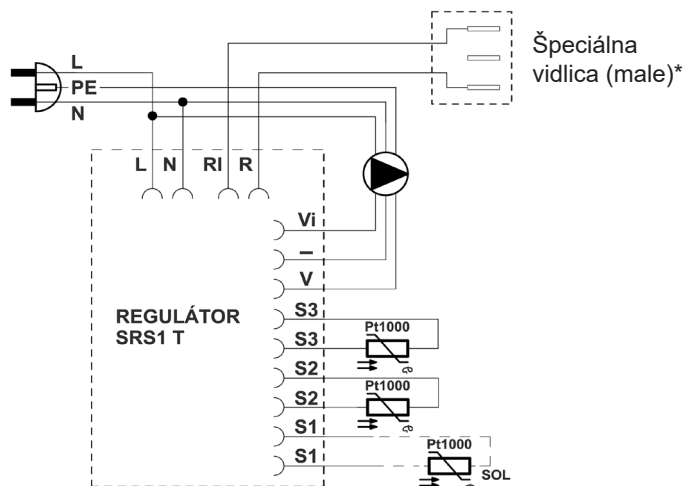 Špeciálna
vidlica (male)*
L
PE
N
L N RI R
Vi
–
V
REGULÁTOR
SRS1 T
S3
Pt1000
S3
S2
Pt1000
S2
S1
Pt1000
S1
SOL